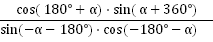 cos( 180° + α) · sin( α + 360°)
sin(−α − 180°) · cos(−180° − α)